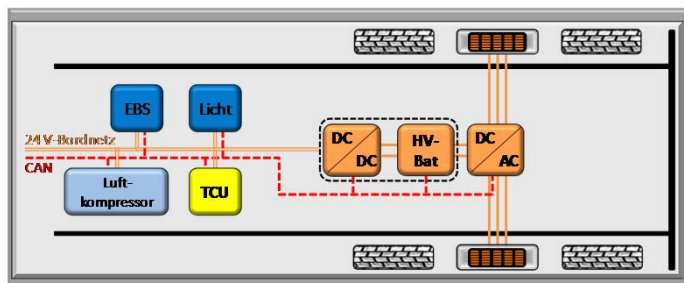 EBS
Licht
24 V-Bordnetz
CAN
Luft-
kompressor
TCU
DC
DC
HV-
Bat
DC
AC